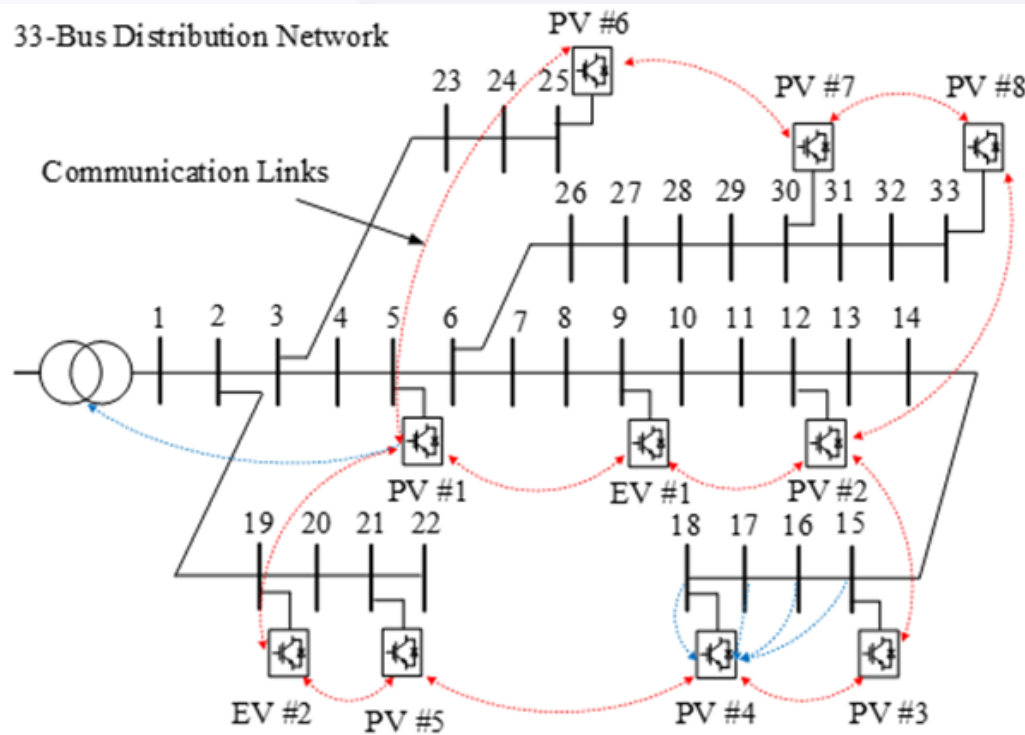 33-Bus Distribution Network
PV #6
23 24 25
PV #7
PV #8
Communication Links
26 27 28 29 30 31 32 33
1 2 3 4 5 6 7 8 9 10 11 12 13 14
PV #1
EV #1
PV #2
19 20 21 22
18 17 16 15
EV #2
PV #5
PV #4
PV #3